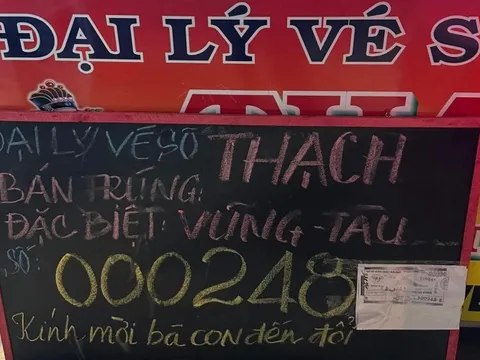 ĐẠI LÝ VÉ S
ĐẠI LÝ VÉ SỐ THẠCH
BÁN TRÚNG:
ĐẶC BIỆT: VŨNG-TÀU
SỐ: 000248
Kính mời bà con đến đổi